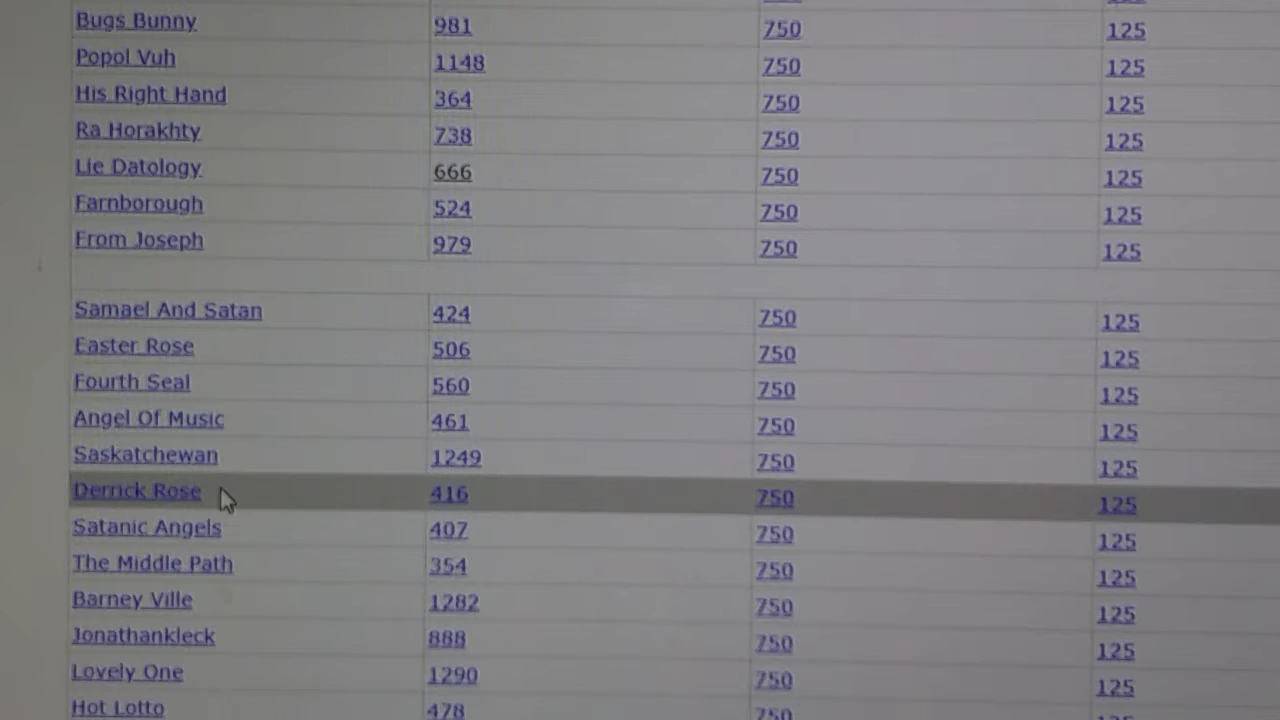 Bugs Bunny 981 750 125
Popol Vuh 1148 750 125
His Right Hand 364 750 125
Ra Horakhty 738 750 125
Lie Datology 666 750 125
Farnborough 524 750 125
From Joseph 979 750 125
Samael And Satan 424 750 125
Easter Rose 506 750 125
Fourth Seal 560 750 125
Angel Of Music 461 750 125
Saskatchewan 1249 750 125
Derrick Rose 416 750 125
Satanic Angels 407 750 125
The Middle Path 354 750 125
Barney Ville 1282 750 125
Jonathankleck 888 750 125
Lovely One 1290 750 125
Hot Lotto 478 750